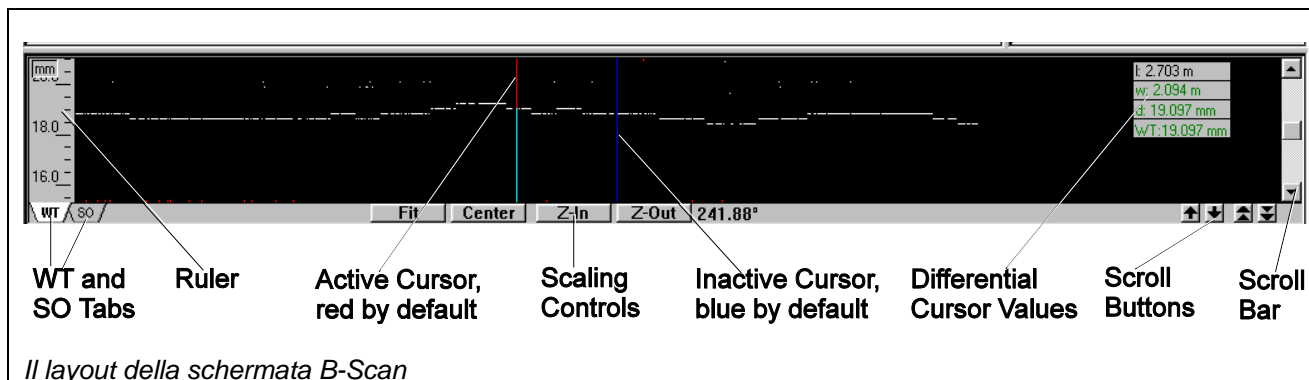 mm
20.0
18.0
16.0
l: 2.703 m
w: 2.094 m
d: 19.097 mm
WT:19.097 mm
WT SO Fit Center Z-In Z-Out 241.88°
WT and
SO Tabs
Ruler
Active Cursor,
red by default
Scaling
Controls
Inactive Cursor,
blue by default
Differential
Cursor Values
Scroll
Buttons
Scroll
Bar
Il layout della schermata B-Scan